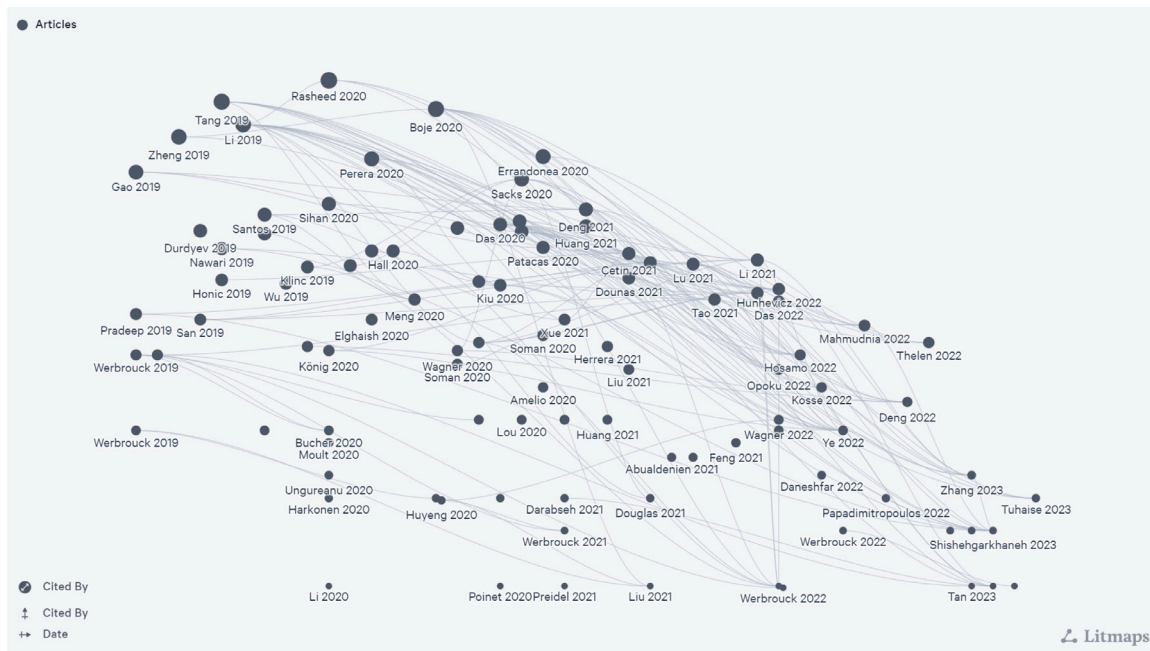 Articles
Rasheed 2020
Tang 2019
Boje 2020
Li 2019
Zheng 2019
Errandonea 2020
Perera 2020
Gao 2019
Sacks 2020
Sihan 2020
Santos 2019
Deng 2021
Das 2020
Durdyev 2019
Huang 2021
Nawari 2019
Patacas 2020
Hall 2020
Çetin 2021
Li 2021
Klinc 2019
Lu 2021
Honic 2019
Wu 2019
Kiu 2020
Dounas 2021
Hunhevicz 2022
Meng 2020
Tao 2021
Das 2022
Pradeep 2019
San 2019
Elghaish 2020
Xue 2021
Mahmudnia 2022
Soman 2020
Thelen 2022
Herrera 2021
Werbrouck 2019
König 2020
Wagner 2020
Hosamo 2022
Soman 2020
Liu 2021
Opoku 2022
Amelio 2020
Kosse 2022
Deng 2022
Lou 2020
Huang 2021
Wagner 2022
Werbrouck 2019
Bucher 2020
Ye 2022
Moult 2020
Feng 2021
Abualdenien 2021
Ungureanu 2020
Daneshfar 2022
Zhang 2023
Harkonen 2020
Huyeng 2020
Darabseh 2021
Douglas 2021
Papadimitropoulos 2022
Tuhaise 2023
Werbrouck 2021
Werbrouck 2022
Shishehgarkhaneh 2023
Cited By
Li 2020
Poinet 2020
Preidel 2021
Liu 2021
Werbrouck 2022
Tan 2023
Cited By
Date
Litmaps